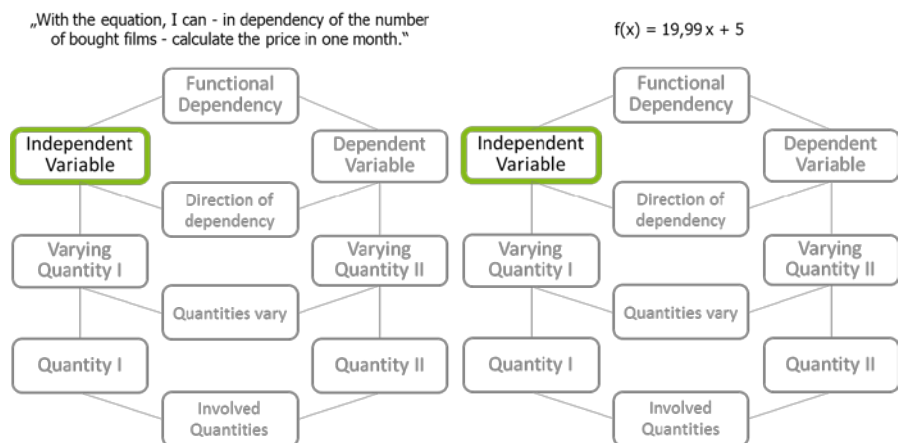 „With the equation, I can - in dependency of the number
of bought films - calculate the price in one month.“
Functional
Dependency
Independent
Variable
Dependent
Variable
Direction of
dependency
Varying
Quantity I
Varying
Quantity II
Quantities vary
Quantity I
Quantity II
Involved
Quantities
f(x) = 19,99 x + 5
Functional
Dependency
Independent
Variable
Dependent
Variable
Direction of
dependency
Varying
Quantity I
Varying
Quantity II
Quantities vary
Quantity I
Quantity II
Involved
Quantities